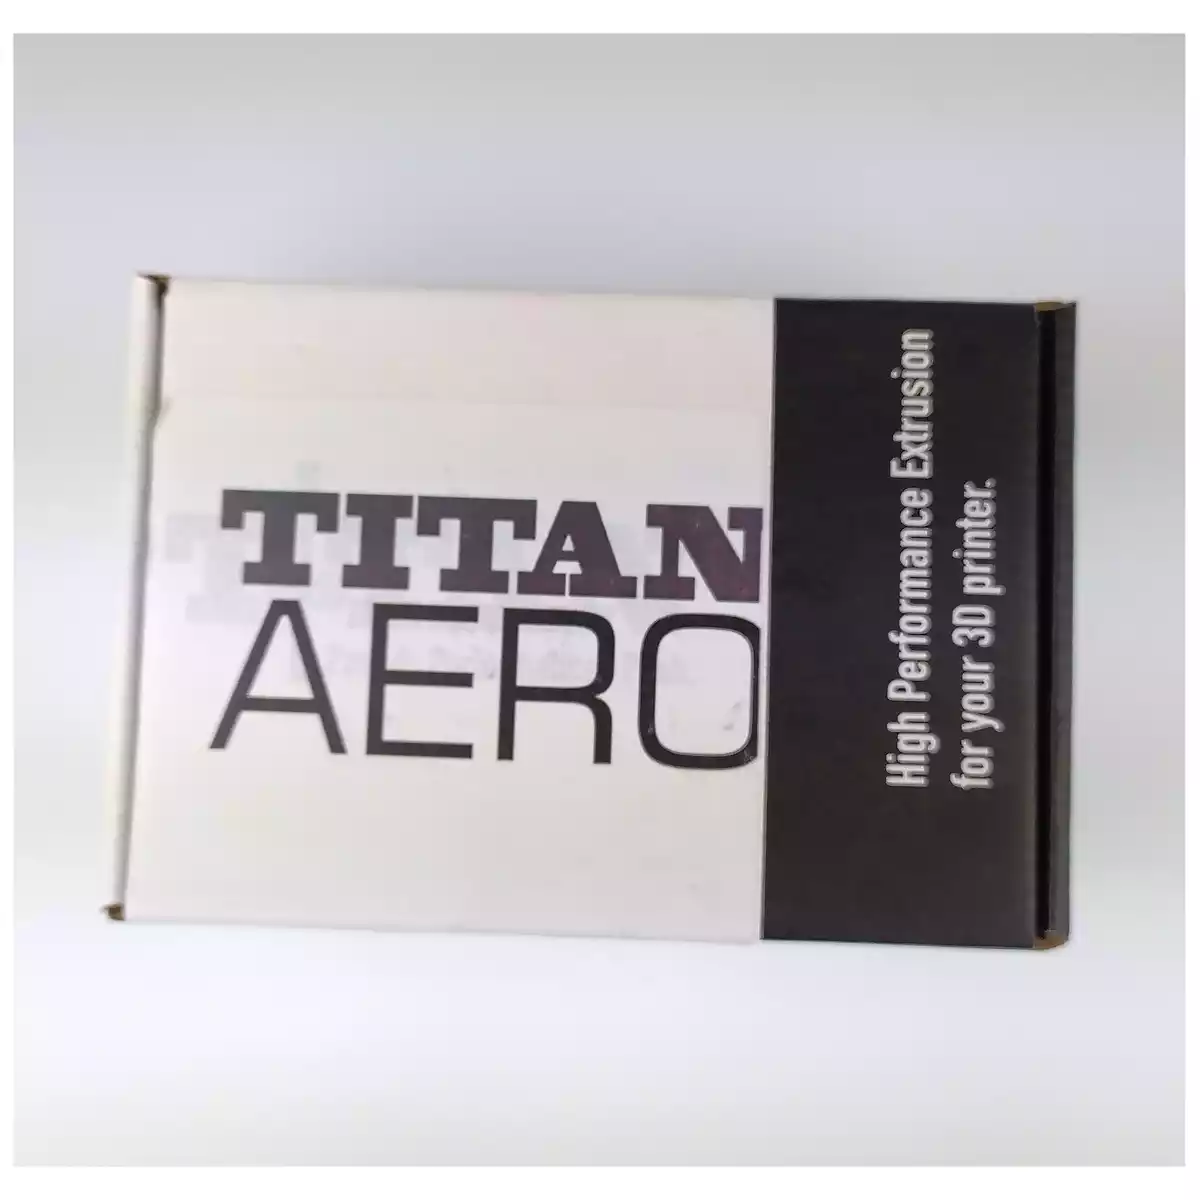 TITAN
AERO
High Performance Extrusion
for your 3D printer.